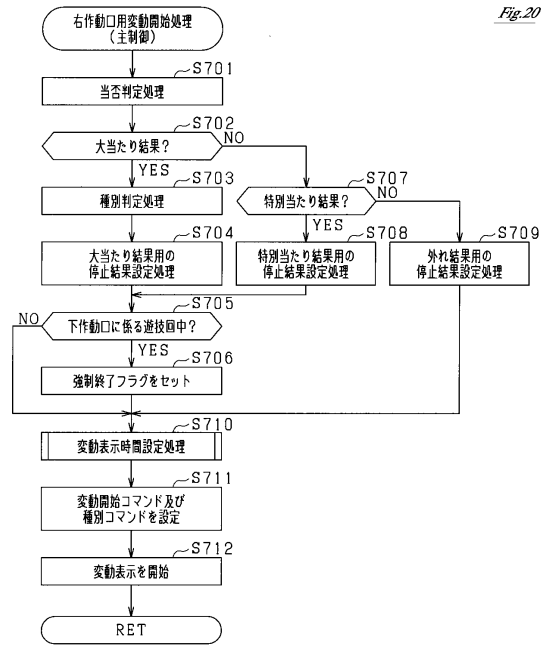 Fig.20
右作動口用変動開始処理
(主制御)
S701
当否判定処理
S702
大当たり結果?
NO
YES
S703
種別判定処理
S707
特別当たり結果?
NO
YES
S704
大当たり結果用の
停止結果設定処理
S708
特別当たり結果用の
停止結果設定処理
S709
外れ結果用の
停止結果設定処理
S705
下作動口に係る遊技回中?
NO
YES
S706
強制終了フラグをセット
S710
変動表示時間設定処理
S711
変動開始コマンド及び
種別コマンドを設定
S712
変動表示を開始
RET